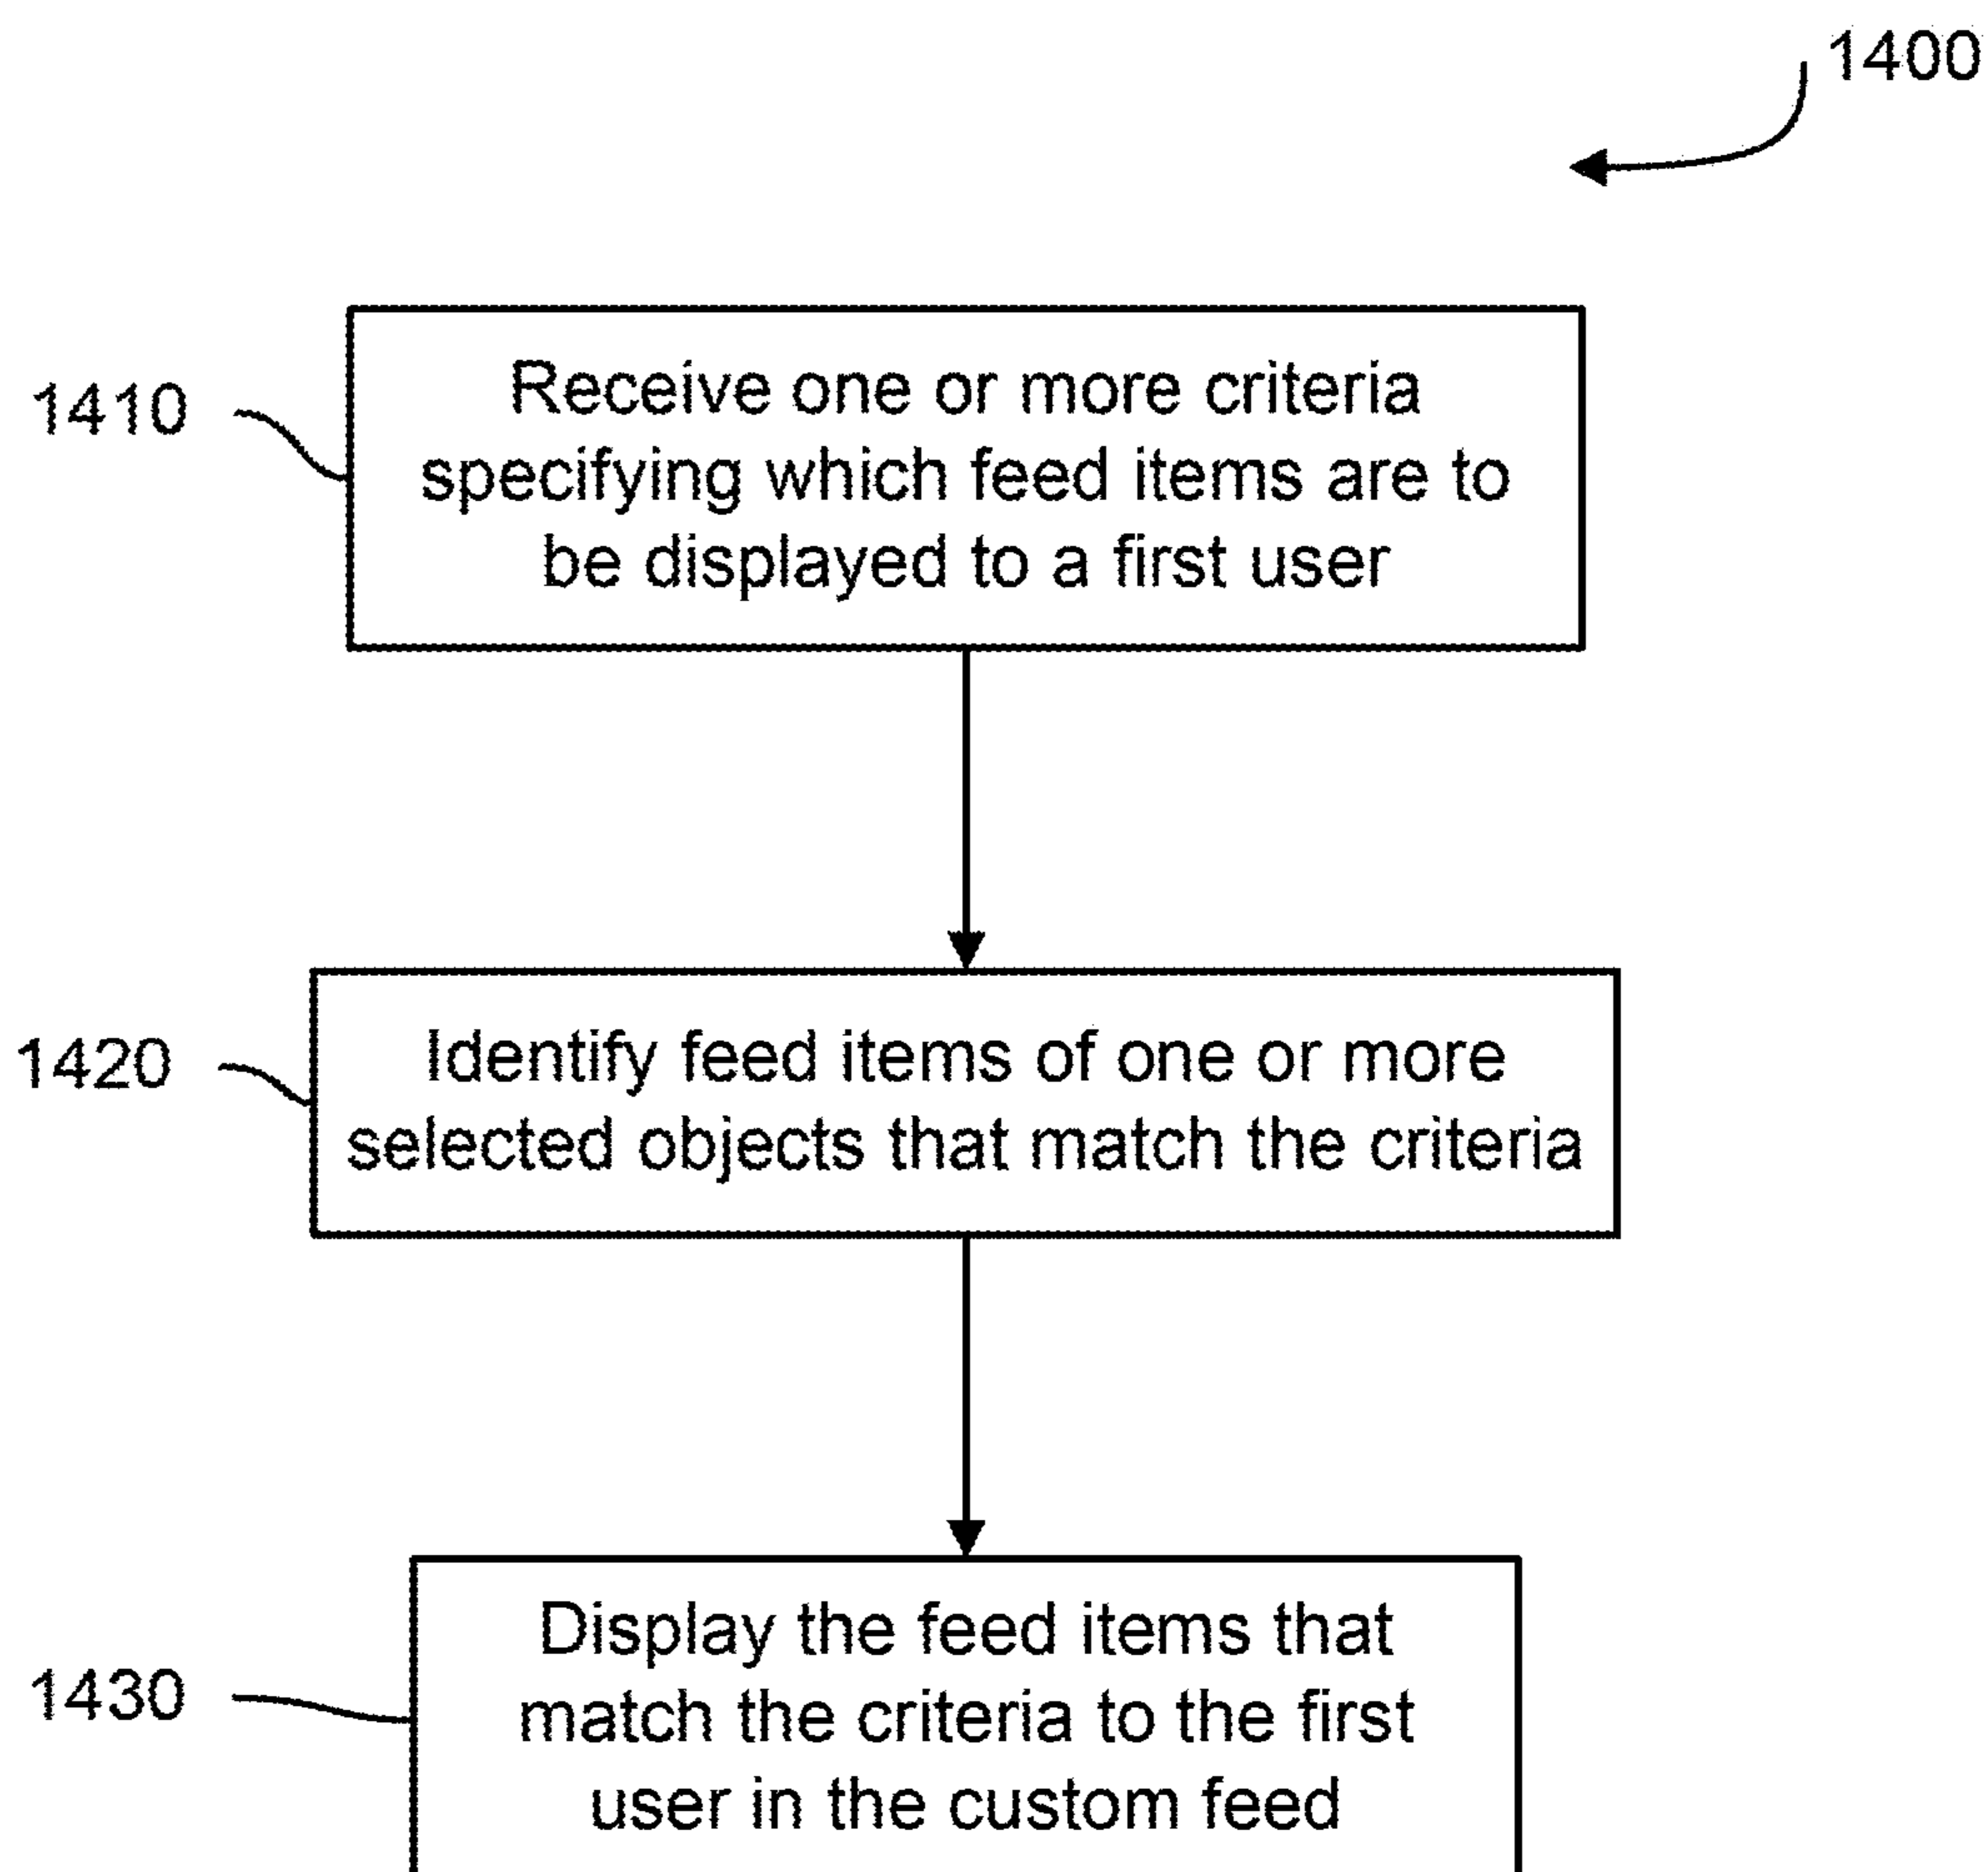 1400
1410
Receive one or more criteria
specifying which feed items are to
be displayed to a first user
1420
Identify feed items of one or more
selected objects that match the criteria
1430
Display the feed items that
match the criteria to the first
user in the custom feed